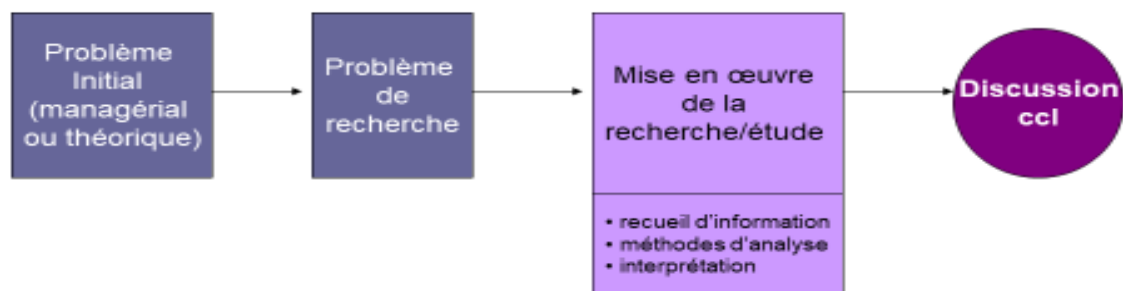 Problème
Initial
(managérial
ou théorique)
Problème
de
recherche
Mise en œuvre
de la
recherche/étude
• recueil d'information
• méthodes d'analyse
• interprétation
Discussion
ccl